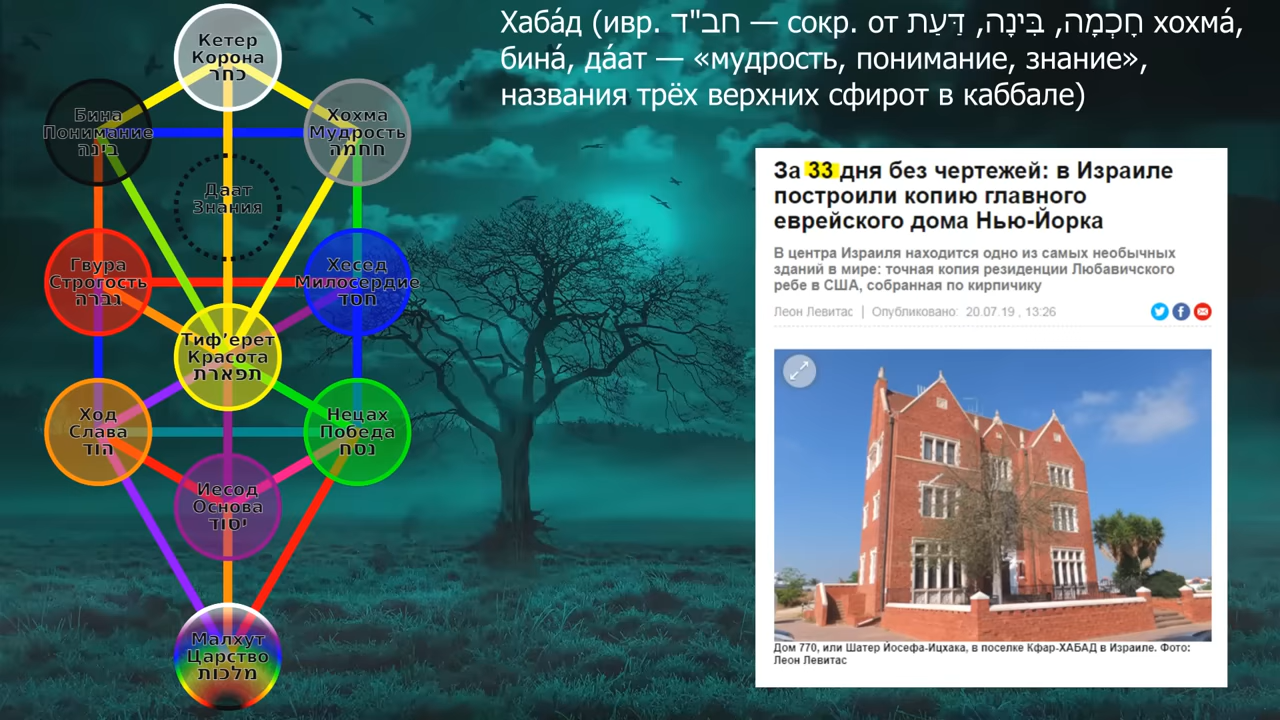 Хаба́д (ивр. חב"ד — сокр. от חָכְמָה, בִּינָה, דַּעַת хохма́,
бина́, да́ат — «мудрость, понимание, знание»,
названия трёх верхних сфирот в каббале)
Кетер
Корона
כחר
Бина
Понимание
בינה
Хохма
Мудрость
חחמה
Даат
Знания
Гвура
Строгость
גברה
Хесед
Милосердие
חסד
Тиф’ерет
Красота
תפארת
Ход
Слава
הוד
Нецах
Победа
נסח
Иесод
Основа
יסוד
Малхут
Царство
מלכות
За 33 дня без чертежей: в Израиле
построили копию главного
еврейского дома Нью-Йорка
В центра Израиля находится одно из самых необычных
зданий в мире: точная копия резиденции Любавичского
ребе в США, собранная по кирпичику
Леон Левитас | Опубликовано: 20.07.19 , 13:26
Дом 770, или Шатер Йосефа-Ицхака, в поселке Кфар-ХАБАД в Израиле. Фото:
Леон Левитас